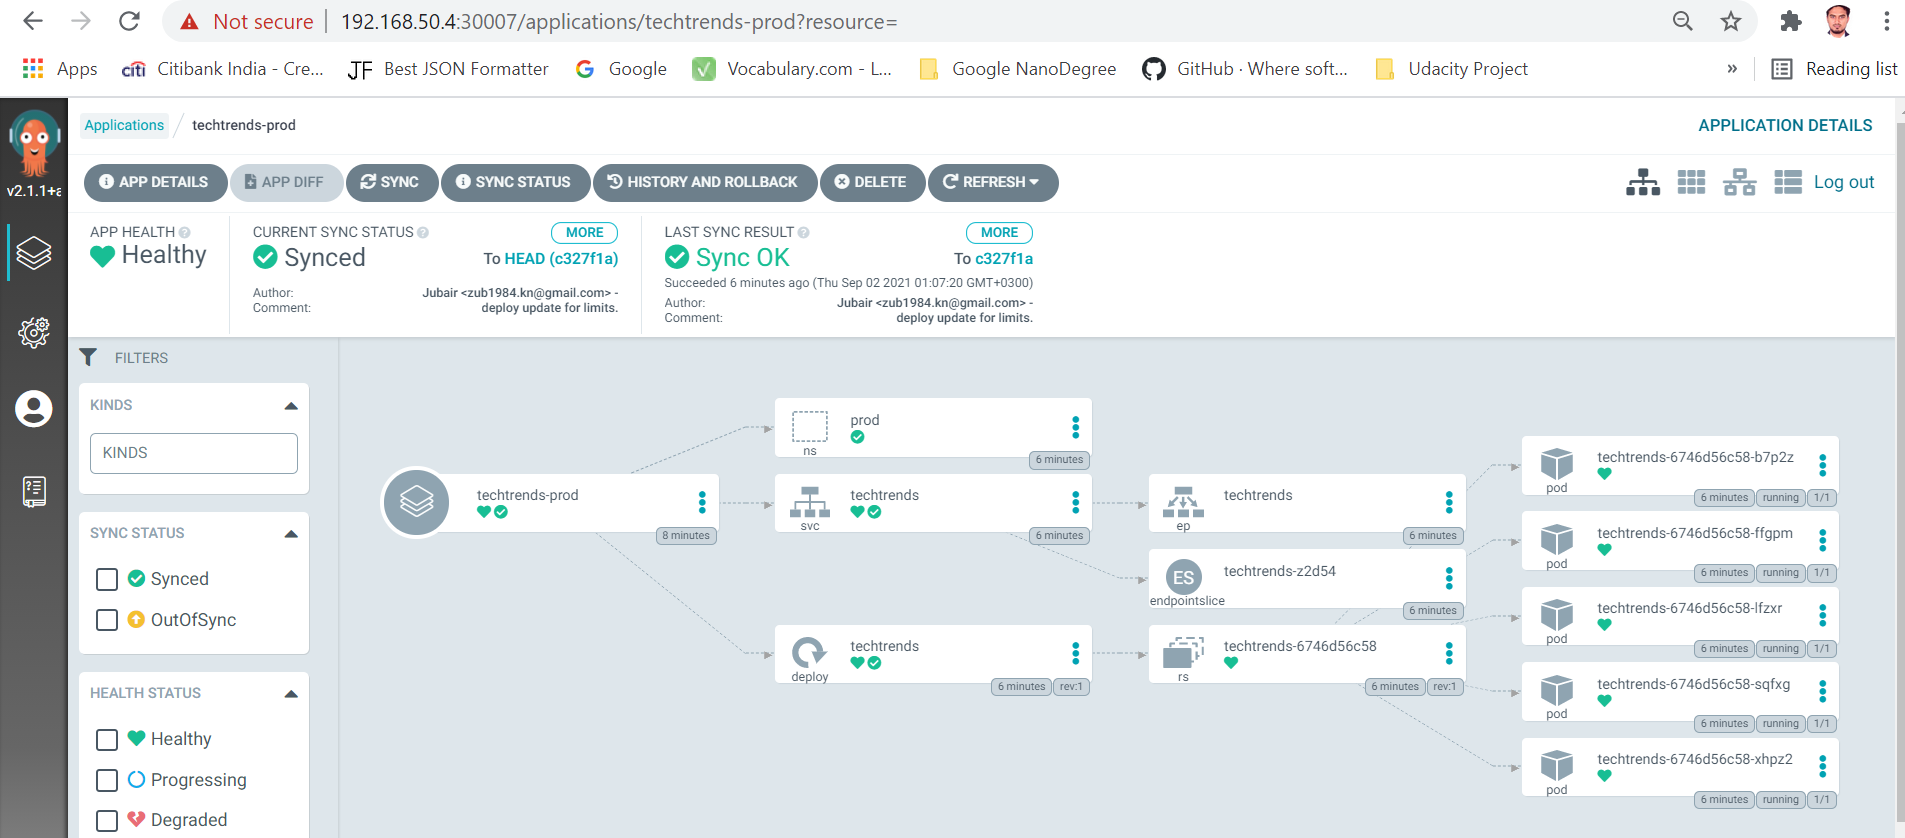 Not secure | 192.168.50.4:30007/applications/techtrends-prod?resource=
Apps citi Citibank India - Cre... JF Best JSON Formatter Google Vocabulary.com - L... Google NanoDegree GitHub · Where soft... Udacity Project » Reading list
v2.1.1+a
Applications / techtrends-prod
APPLICATION DETAILS
APP DETAILS APP DIFF SYNC SYNC STATUS HISTORY AND ROLLBACK DELETE REFRESH
Log out
APP HEALTH
Healthy
CURRENT SYNC STATUS MORE
Synced To HEAD (c327f1a)
Author: Jubair <zub1984.kn@gmail.com> -
Comment: deploy update for limits.
LAST SYNC RESULT MORE
Sync OK To c327f1a
Succeeded 6 minutes ago (Thu Sep 02 2021 01:07:20 GMT+0300)
Author: Jubair <zub1984.kn@gmail.com> -
Comment: deploy update for limits.
FILTERS
KINDS
KINDS
SYNC STATUS
Synced
OutOfSync
HEALTH STATUS
Healthy
Progressing
Degraded
techtrends-prod
8 minutes
prod
ns
6 minutes
techtrends
svc
6 minutes
techtrends
deploy
6 minutes rev:1
techtrends
ep
6 minutes
ES
techtrends-z2d54
endpointslice
6 minutes
techtrends-6746d56c58
rs
6 minutes rev:1
techtrends-6746d56c58-b7p2z
pod
6 minutes running 1/1
techtrends-6746d56c58-ffgpm
pod
6 minutes running 1/1
techtrends-6746d56c58-lfzxr
pod
6 minutes running 1/1
techtrends-6746d56c58-sqfxg
pod
6 minutes running 1/1
techtrends-6746d56c58-xhpz2
pod
6 minutes running 1/1